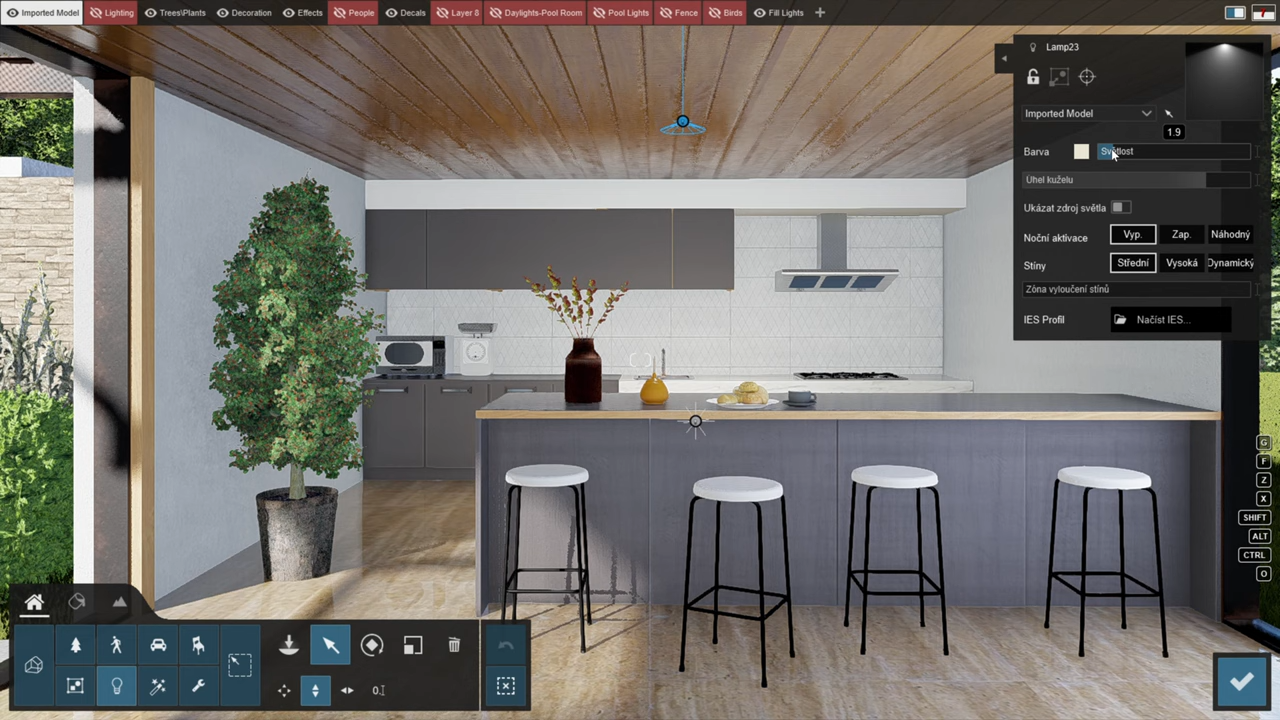 Imported Model Lighting Trees\Plants Decoration Effects People Decals Layer 8 Daylights-Pool Room Pool Lights Fence Birds Fill Lights
Lamp23
Imported Model
1.9
Barva Světlost
Úhel kuželu
Ukázat zdroj světla
Noční aktivace Vyp. Zap. Náhodný
Stíny Střední Vysoká Dynamický
Zóna vyloučení stínů
IES Profil Načíst IES...
G
F
Z
X
SHIFT
ALT
CTRL
O